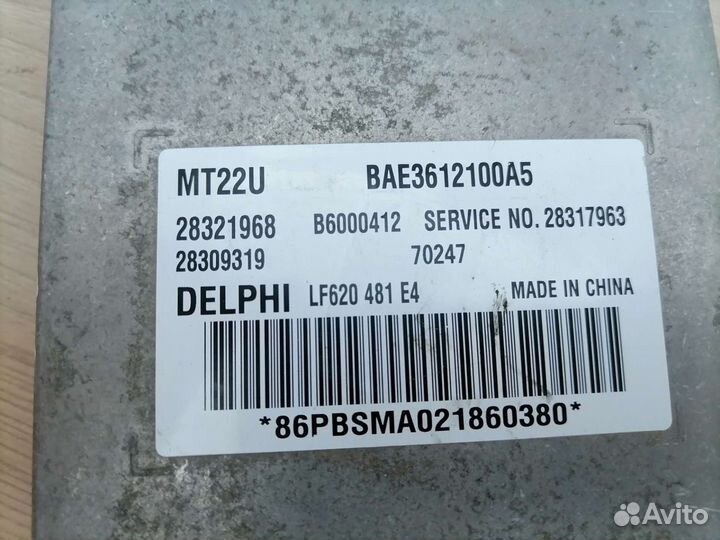 MT22U BAE3612100A5
28321968 B6000412 SERVICE NO. 28317963
28309319 70247
DELPHI LF620 481 E4 MADE IN CHINA
*86PBSMA021860380*
Avito